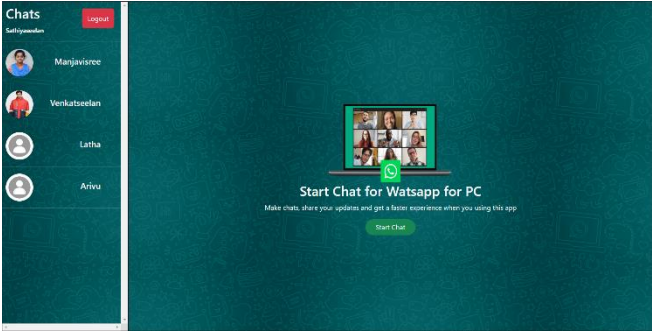 Chats
Logout
Sathiyaseelan
Manjavisree
Venkatseelan
Latha
Arivu
Start Chat for Watsapp for PC
Make chats, share your updates and get a faster experience when you using this app
Start Chat